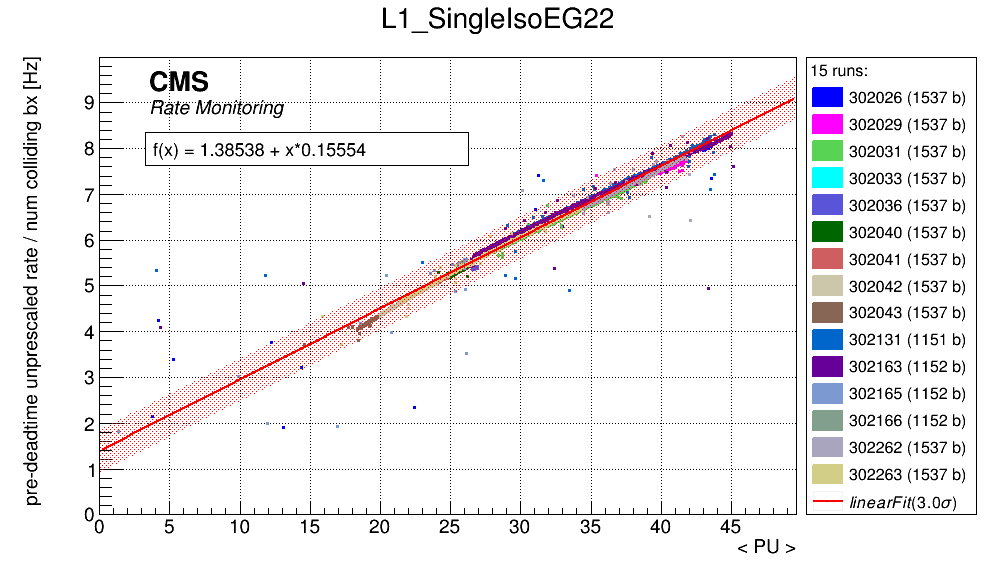 L1_SingleIsoEG22
pre-deadtime unprescaled rate / num colliding bx [Hz]
CMS
Rate Monitoring
f(x) = 1.38538 + x*0.15554
9
8
7
6
5
4
3
2
1
0
0 5 10 15 20 25 30 35 40 45
< PU >
15 runs:
302026 (1537 b)
302029 (1537 b)
302031 (1537 b)
302033 (1537 b)
302036 (1537 b)
302040 (1537 b)
302041 (1537 b)
302042 (1537 b)
302043 (1537 b)
302131 (1151 b)
302163 (1152 b)
302165 (1152 b)
302166 (1152 b)
302262 (1537 b)
302263 (1537 b)
linearFit(3.0σ)